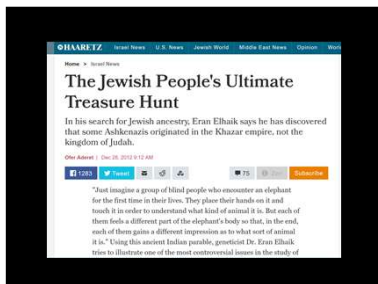 HAARETZ Israel News U.S. News Jewish World Middle East News Opinion
Home > Israel News
The Jewish People's Ultimate
Treasure Hunt
In his search for Jewish ancestry, Eran Elhaik says he has discovered
that some Ashkenazis originated in the Khazar empire, not the
kingdom of Judah.
Ofer Aderet | Dec 28, 2012 9:12 AM
1283 Tweet 75 Subscribe
"Just imagine a group of blind people who encounter an elephant
for the first time in their lives. They place their hands on it and
touch it in order to understand what kind of animal it is. But each of
them feels a different part of the elephant's body so that, in the end,
each of them gains a different impression as to what sort of animal
it is." Using this ancient Indian parable, geneticist Dr. Eran Elhaik
tries to illustrate one of the most controversial issues in the study of